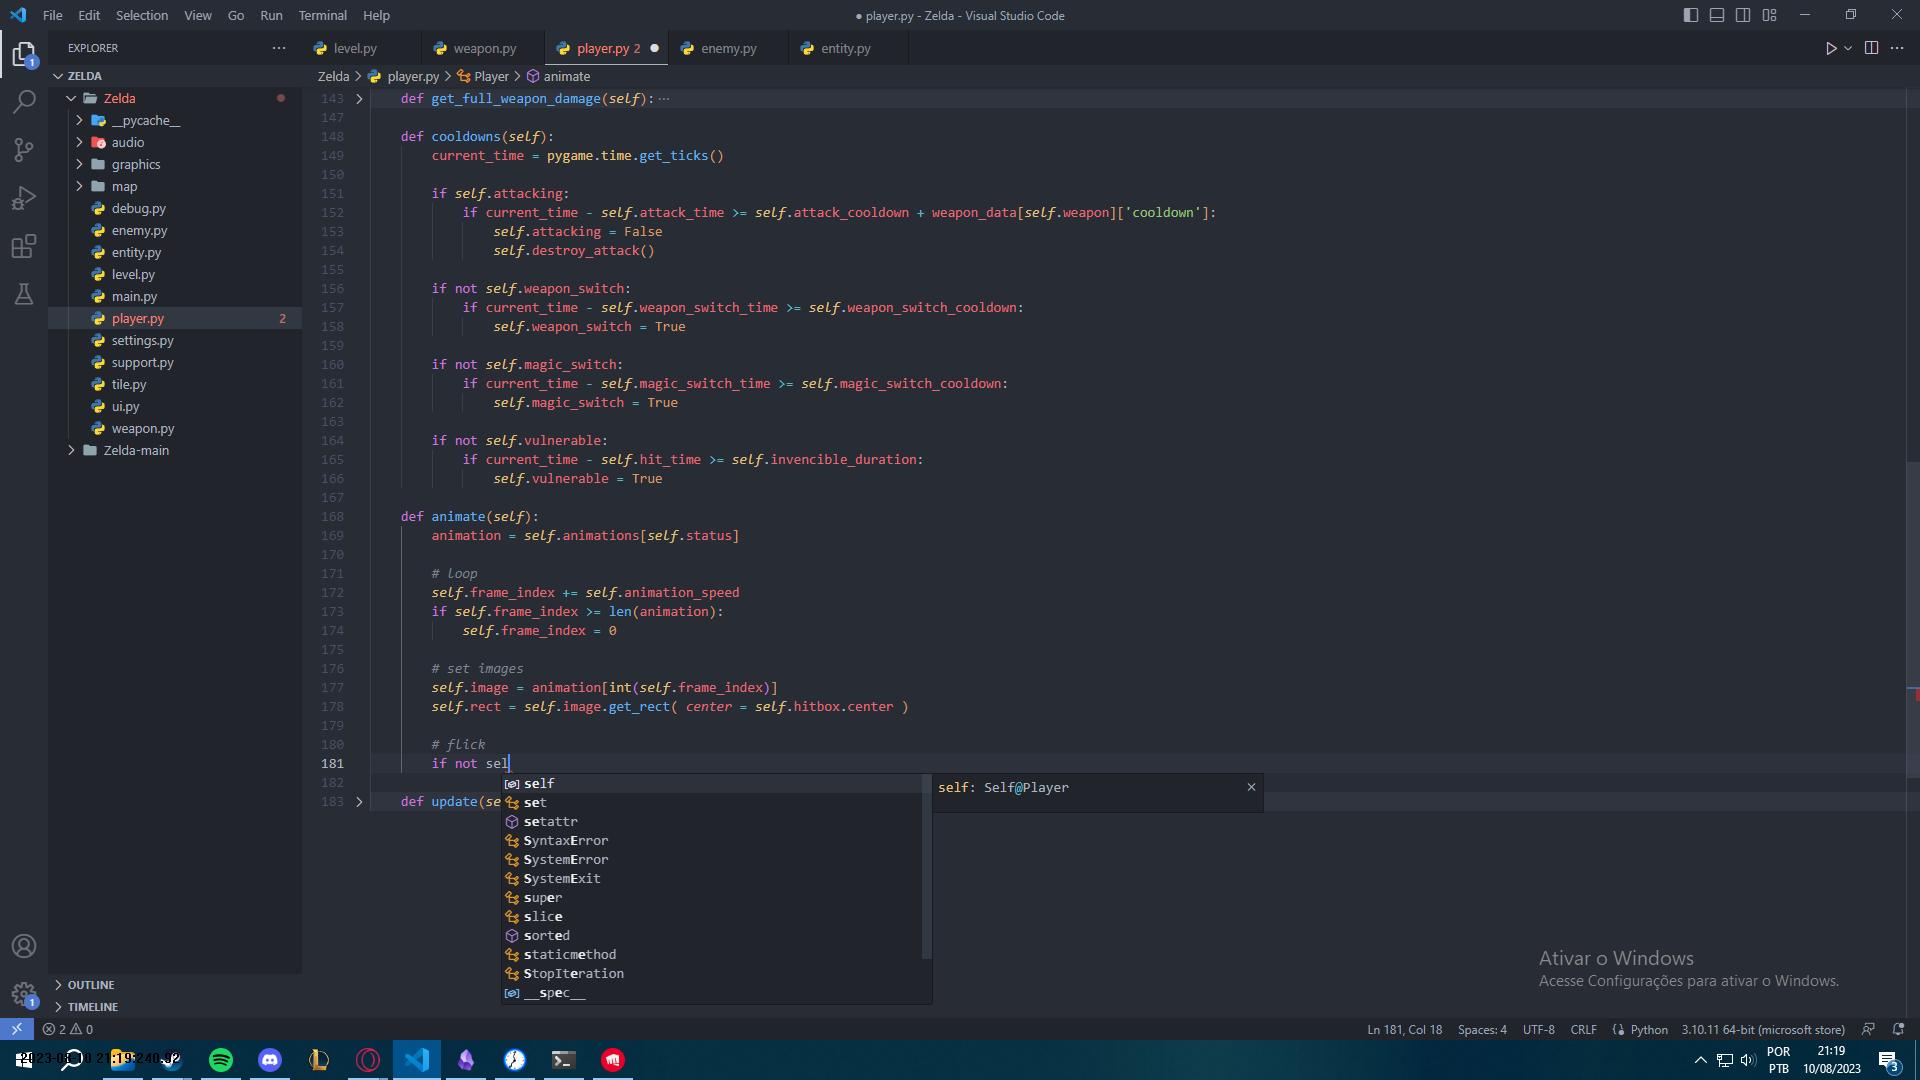 File Edit Selection View Go Run Terminal Help
● player.py - Zelda - Visual Studio Code
EXPLORER ···
level.py
weapon.py
player.py 2
enemy.py
entity.py
Zelda > player.py > Player > animate
ZELDA
Zelda
__pycache__
audio
graphics
map
debug.py
enemy.py
entity.py
level.py
main.py
player.py 2
settings.py
support.py
tile.py
ui.py
weapon.py
Zelda-main
OUTLINE
TIMELINE
143 def get_full_weapon_damage(self): ···
147
148 def cooldowns(self):
149 current_time = pygame.time.get_ticks()
150
151 if self.attacking:
152 if current_time - self.attack_time >= self.attack_cooldown + weapon_data[self.weapon]['cooldown']:
153 self.attacking = False
154 self.destroy_attack()
155
156 if not self.weapon_switch:
157 if current_time - self.weapon_switch_time >= self.weapon_switch_cooldown:
158 self.weapon_switch = True
159
160 if not self.magic_switch:
161 if current_time - self.magic_switch_time >= self.magic_switch_cooldown:
162 self.magic_switch = True
163
164 if not self.vulnerable:
165 if current_time - self.hit_time >= self.invencible_duration:
166 self.vulnerable = True
167
168 def animate(self):
169 animation = self.animations[self.status]
170
171 # loop
172 self.frame_index += self.animation_speed
173 if self.frame_index >= len(animation):
174 self.frame_index = 0
175
176 # set images
177 self.image = animation[int(self.frame_index)]
178 self.rect = self.image.get_rect( center = self.hitbox.center )
179
180 # flick
181 if not sel
182
183 def update(se
self
set
setattr
SyntaxError
SystemError
SystemExit
super
slice
sorted
staticmethod
StopIteration
__spec__
self: Self@Player
Ativar o Windows
Acesse Configurações para ativar o Windows.
1
1
2 0
Ln 181, Col 18 Spaces: 4 UTF-8 CRLF Python 3.10.11 64-bit (microsoft store)
POR
PTB
21:19
10/08/2023
3